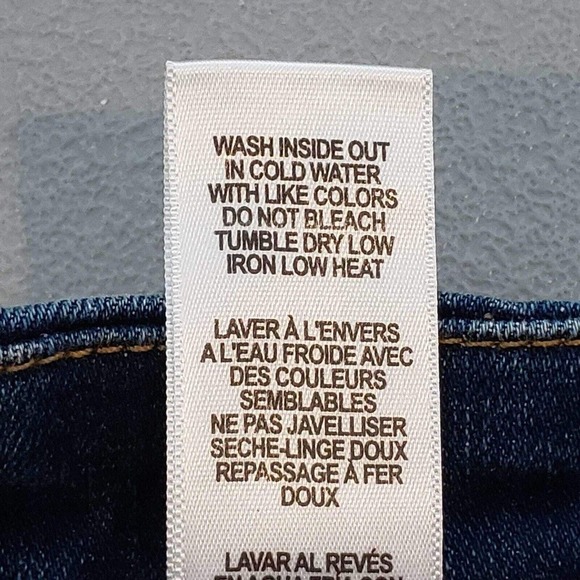 WASH INSIDE OUT
IN COLD WATER
WITH LIKE COLORS
DO NOT BLEACH
TUMBLE DRY LOW
IRON LOW HEAT
LAVER À L'ENVERS
A L'EAU FROIDE AVEC
DES COULEURS
SEMBLABLES
NE PAS JAVELLISER
SECHE-LINGE DOUX
REPASSAGE À FER
DOUX
LAVAR AL REVÉS